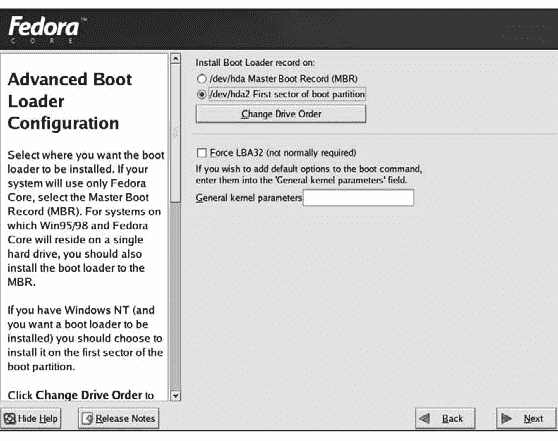 Fedora™
CORE
Advanced Boot
Loader
Configuration
Select where you want the boot
loader to be installed. If your
system will use only Fedora
Core, select the Master Boot
Record (MBR). For systems on
which Win95/98 and Fedora
Core will reside on a single
hard drive, you should also
install the boot loader to the
MBR.
If you have Windows NT (and
you want a boot loader to be
installed) you should choose to
install it on the first sector of the
boot partition.
Click Change Drive Order to
Install Boot Loader record on:
/dev/hda Master Boot Record (MBR)
/dev/hda2 First sector of boot partition
Change Drive Order
Force LBA32 (not normally required)
If you wish to add default options to the boot command,
enter them into the 'General kernel parameters' field.
General kernel parameters
Hide Help
Release Notes
Back
Next